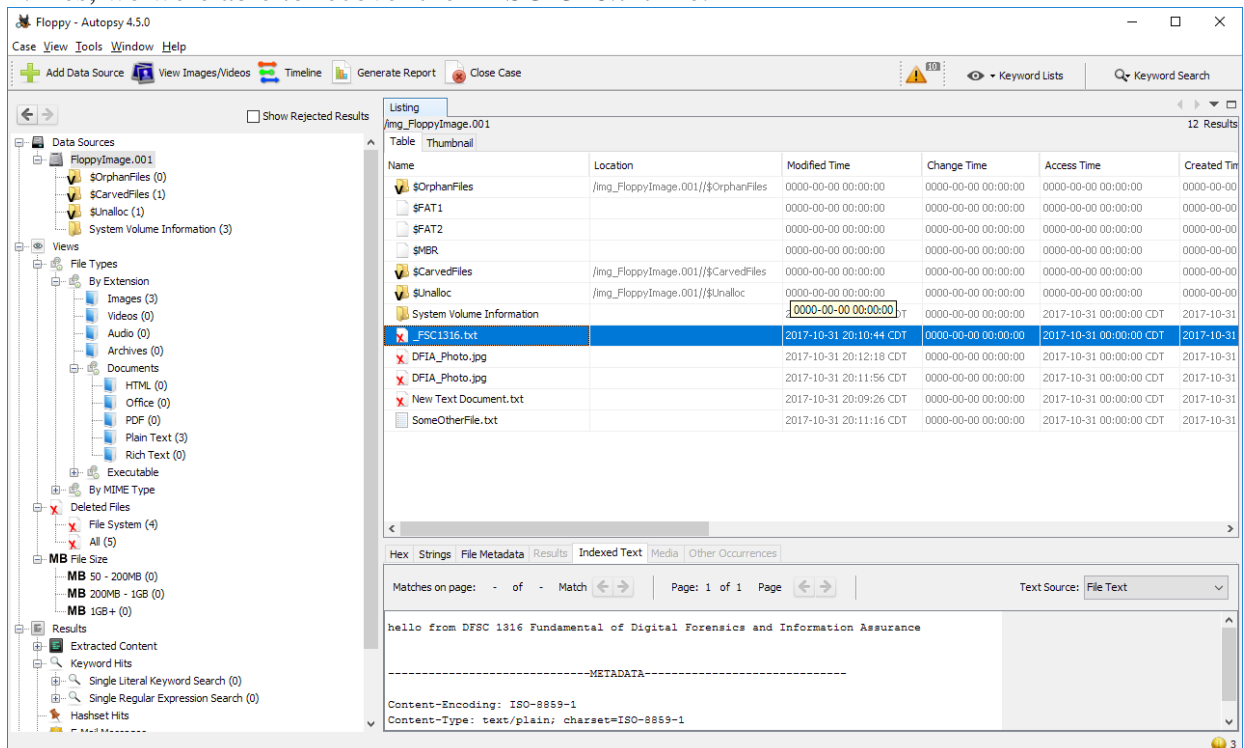 Floppy - Autopsy 4.5.0
Case View Tools Window Help
Add Data Source View Images/Videos Timeline Generate Report Close Case 10 Keyword Lists Keyword Search
Show Rejected Results
Data Sources
FloppyImage.001
$OrphanFiles (0)
$CarvedFiles (1)
$Unalloc (1)
System Volume Information (3)
Views
File Types
By Extension
Images (3)
Videos (0)
Audio (0)
Archives (0)
Documents
HTML (0)
Office (0)
PDF (0)
Plain Text (3)
Rich Text (0)
Executable
By MIME Type
Deleted Files
File System (4)
All (5)
MB File Size
MB 50 - 200MB (0)
MB 200MB - 1GB (0)
MB 1GB+ (0)
Results
Extracted Content
Keyword Hits
Single Literal Keyword Search (0)
Single Regular Expression Search (0)
Hashset Hits
Listing
/img_FloppyImage.001 12 Results
Table Thumbnail
Name Location Modified Time Change Time Access Time Created Tim
$OrphanFiles /img_FloppyImage.001//$OrphanFiles 0000-00-00 00:00:00 0000-00-00 00:00:00 0000-00-00 00:00:00 0000-00-00
$FAT1 0000-00-00 00:00:00 0000-00-00 00:00:00 0000-00-00 00:00:00 0000-00-00
$FAT2 0000-00-00 00:00:00 0000-00-00 00:00:00 0000-00-00 00:00:00 0000-00-00
$MBR 0000-00-00 00:00:00 0000-00-00 00:00:00 0000-00-00 00:00:00 0000-00-00
$CarvedFiles /img_FloppyImage.001//$CarvedFiles 0000-00-00 00:00:00 0000-00-00 00:00:00 0000-00-00 00:00:00 0000-00-00
$Unalloc /img_FloppyImage.001//$Unalloc 0000-00-00 00:00:00 0000-00-00 00:00:00 0000-00-00 00:00:00 0000-00-00
System Volume Information 2 0000-00-00 00:00:00 DT 0000-00-00 00:00:00 2017-10-31 00:00:00 CDT 2017-10-31
_FSC1316.txt 2017-10-31 20:10:44 CDT 0000-00-00 00:00:00 2017-10-31 00:00:00 CDT 2017-10-31
DFIA_Photo.jpg 2017-10-31 20:12:18 CDT 0000-00-00 00:00:00 2017-10-31 00:00:00 CDT 2017-10-31
DFIA_Photo.jpg 2017-10-31 20:11:56 CDT 0000-00-00 00:00:00 2017-10-31 00:00:00 CDT 2017-10-31
New Text Document.txt 2017-10-31 20:09:26 CDT 0000-00-00 00:00:00 2017-10-31 00:00:00 CDT 2017-10-31
SomeOtherFile.txt 2017-10-31 20:11:16 CDT 0000-00-00 00:00:00 2017-10-31 00:00:00 CDT 2017-10-31
Hex Strings File Metadata Results Indexed Text Media Other Occurrences
Matches on page: - of - Match Page: 1 of 1 Page Text Source: File Text
hello from DFSC 1316 Fundamental of Digital Forensics and Information Assurance
------------------------------METADATA------------------------------
Content-Encoding: ISO-8859-1
Content-Type: text/plain; charset=ISO-8859-1
3